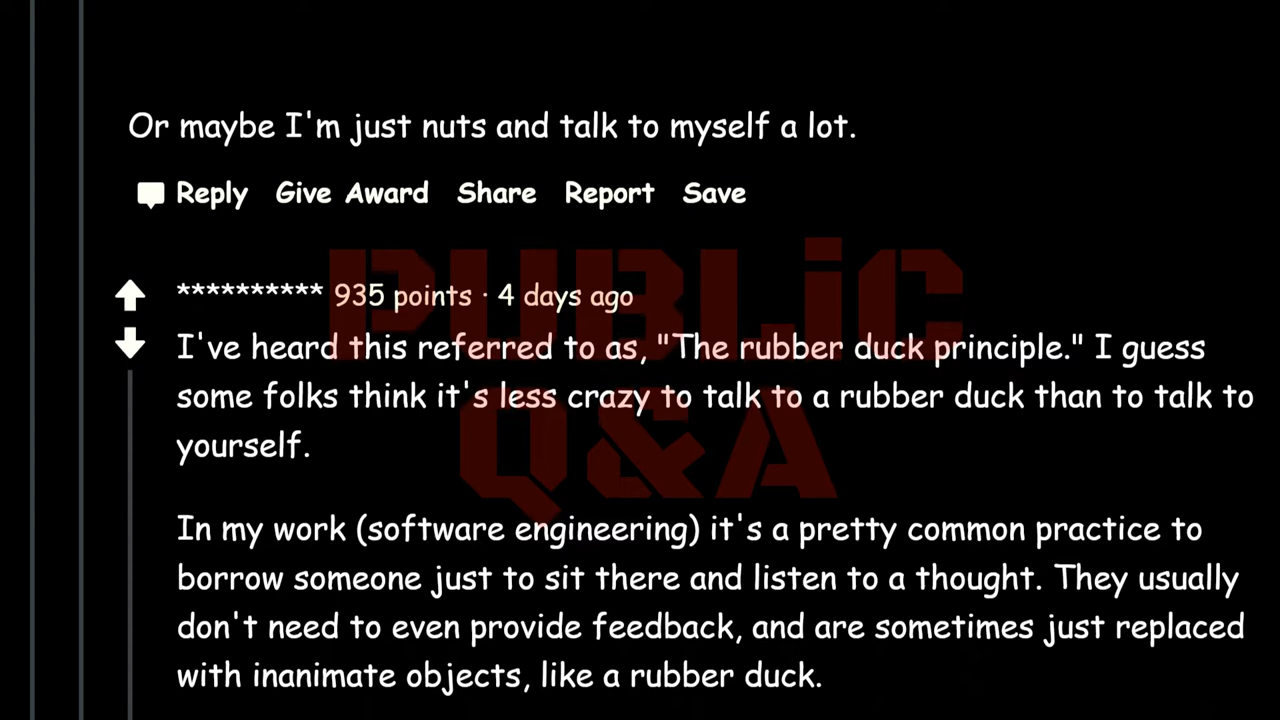 Or maybe I'm just nuts and talk to myself a lot.
Reply Give Award Share Report Save
********** 935 points · 4 days ago
I've heard this referred to as, "The rubber duck principle." I guess
some folks think it's less crazy to talk to a rubber duck than to talk to
yourself.
In my work (software engineering) it's a pretty common practice to
borrow someone just to sit there and listen to a thought. They usually
don't need to even provide feedback, and are sometimes just replaced
with inanimate objects, like a rubber duck.
PUBLiC
Q&A